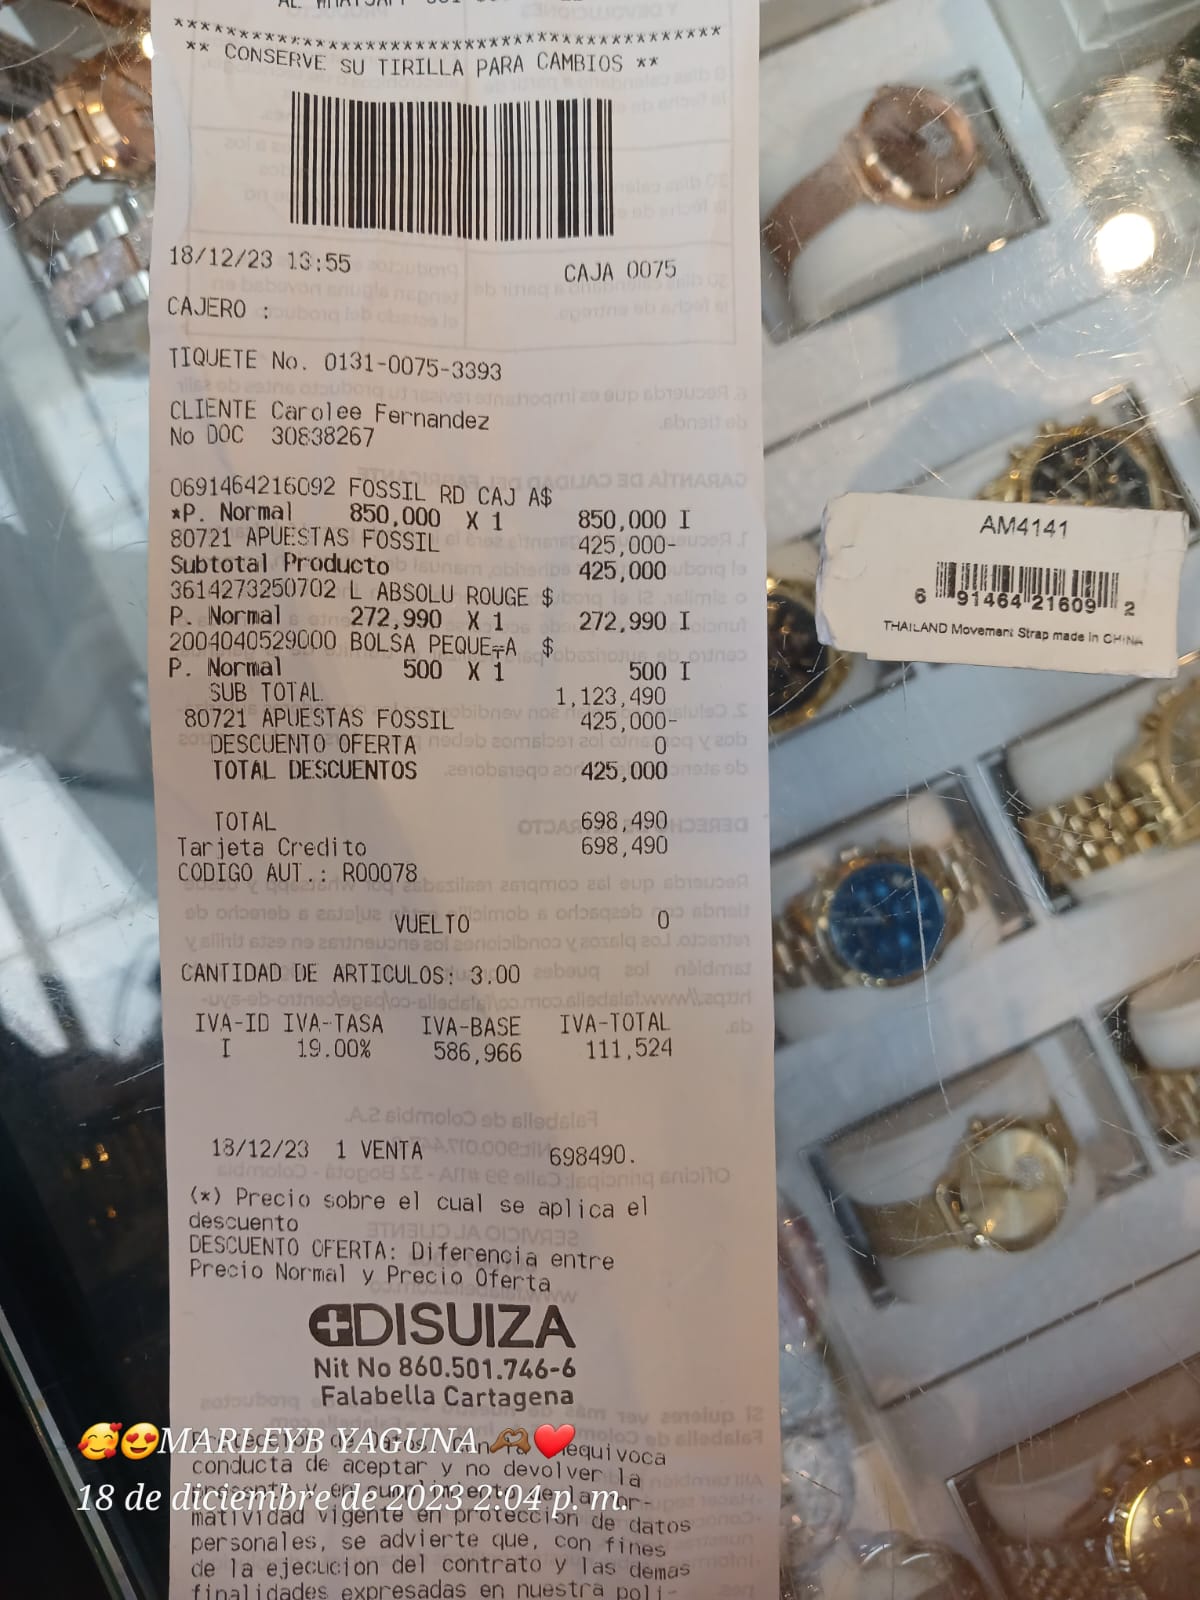 ************************************************
** CONSERVE SU TIRILLA PARA CAMBIOS **
18/12/23 13:55 CAJA 0075
CAJERO :
TIQUETE No. 0131-0075-3393
CLIENTE Carolee Fernandez
No DOC 30838267
0691464216092 FOSSIL RD CAJ A$
*P. Normal 850,000 X 1 850,000 I
80721 APUESTAS FOSSIL 425,000-
Subtotal Producto 425,000
3614273250702 L ABSOLU ROUGE $
P. Normal 272,990 X 1 272,990 I
2004040529000 BOLSA PEQUE╤A $
P. Normal 500 X 1 500 I
SUB TOTAL 1,123,490
80721 APUESTAS FOSSIL 425,000-
DESCUENTO OFERTA 0
TOTAL DESCUENTOS 425,000
TOTAL 698,490
Tarjeta Credito 698,490
CODIGO AUT.: R00078
VUELTO 0
CANTIDAD DE ARTICULOS: 3.00
IVA-ID IVA-TASA IVA-BASE IVA-TOTAL
I 19.00% 586,966 111,524
18/12/23 1 VENTA 698490.
(*) Precio sobre el cual se aplica el
descuento
DESCUENTO OFERTA: Diferencia entre
Precio Normal y Precio Oferta
DISUIZA
Nit No 860.501.746-6
Falabella Cartagena
🥰😍MARLEYB YAGUNA 🫶🏽❤️
inequivoca
conducta de aceptar y no devolver la
18 de diciembre de 2023 2:04 p. m.
matividad vigente en protección de datos
personales, se advierte que, con fines
de la ejecucion del contrato y las demas
finalidades expresadas en nuestra poli-
AM4141
6 91464 21609 2
THAILAND Movement Strap made in CHINA